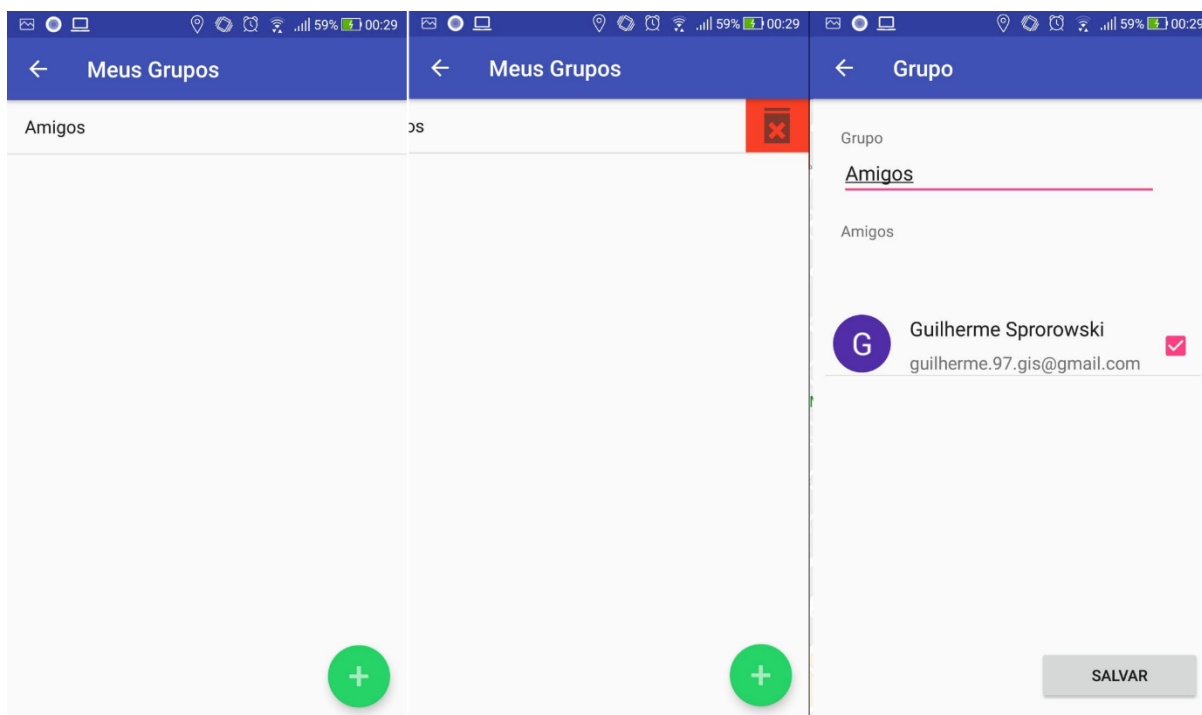 59% 00:29
Meus Grupos
Amigos
59% 00:29
Meus Grupos
os
59% 00:29
Grupo
Grupo
Amigos
Amigos
G
Guilherme Sprorowski
guilherme.97.gis@gmail.com
SALVAR